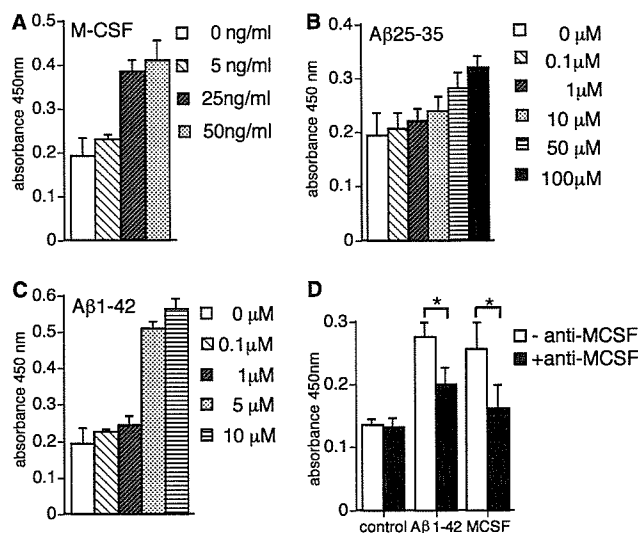 A
M-CSF
absorbance 450 nm
0.5
0.4
0.3
0.2
0.1
0
0 ng/ml
5 ng/ml
25ng/ml
50ng/ml
B
Aβ25-35
absorbance 450 nm
0.4
0.3
0.2
0.1
0
0 μM
0.1μM
1μM
10 μM
50 μM
100μM
C
Aβ1-42
absorbance 450 nm
0.6
0.5
0.4
0.3
0.2
0.1
0
0 μM
0.1μM
1μM
5 μM
10 μM
D
absorbance 450nm
0.3
0.2
0.1
0
* *
- anti-MCSF
+anti-MCSF
control Aβ 1-42 MCSF